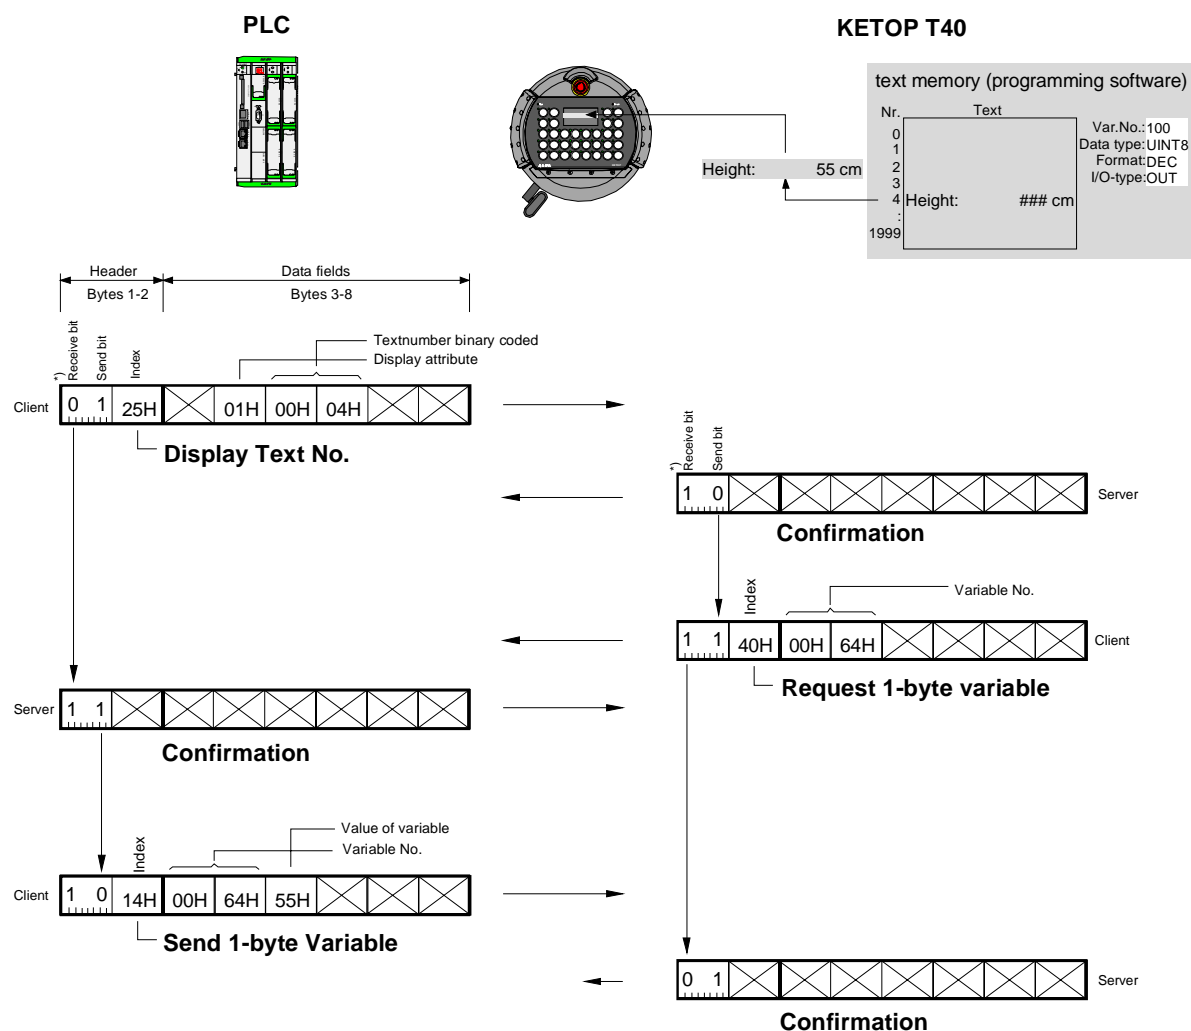 PLC
KETOP T40
text memory (programming software)
Nr.
Text
0
1
2
3
4
:
1999
Height: ### cm
Var.No.:100
Data type:UINT8
Format:DEC
I/O-type:OUT
Height: 55 cm
Header
Data fields
Bytes 1-2
Bytes 3-8
*)
Receive bit
Send bit
Index
Textnumber binary coded
Display attribute
Client
0 1 25H 01H 00H 04H
Display Text No.
*)
Receive bit
Send bit
1 0
Server
Confirmation
Index
Variable No.
1 1 40H 00H 64H
Client
Request 1-byte variable
Server
1 1
Confirmation
Index
Value of variable
Variable No.
Client
1 0 14H 00H 64H 55H
Send 1-byte Variable
0 1
Server
Confirmation